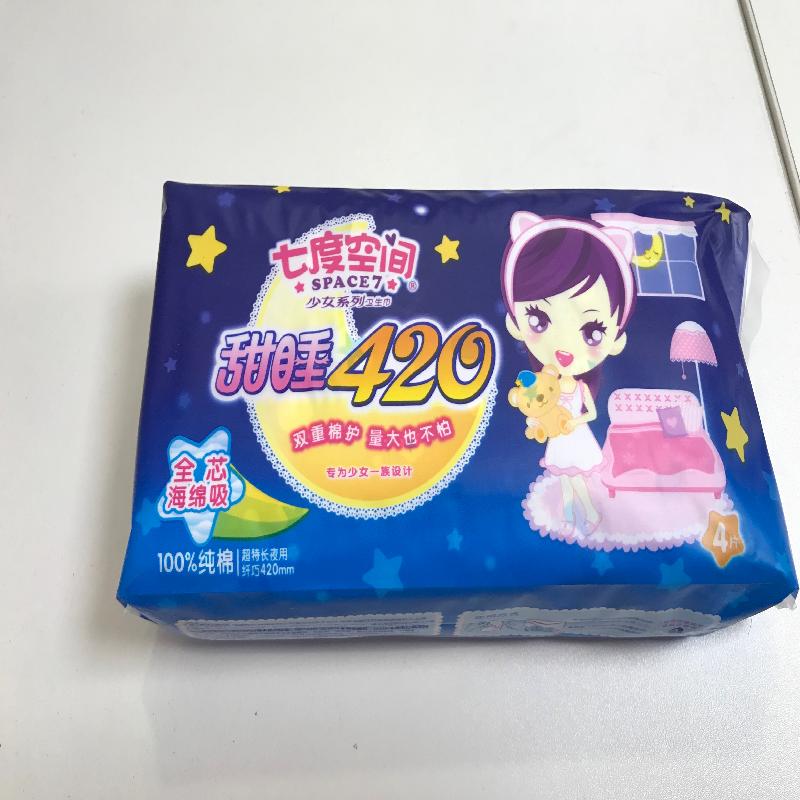 七度空间
SPACE7®
少女系列卫生巾
甜睡420
双重棉护 量大也不怕
专为少女一族设计
全芯
海绵吸
100%纯棉
超特长夜用
纤巧420mm
4片